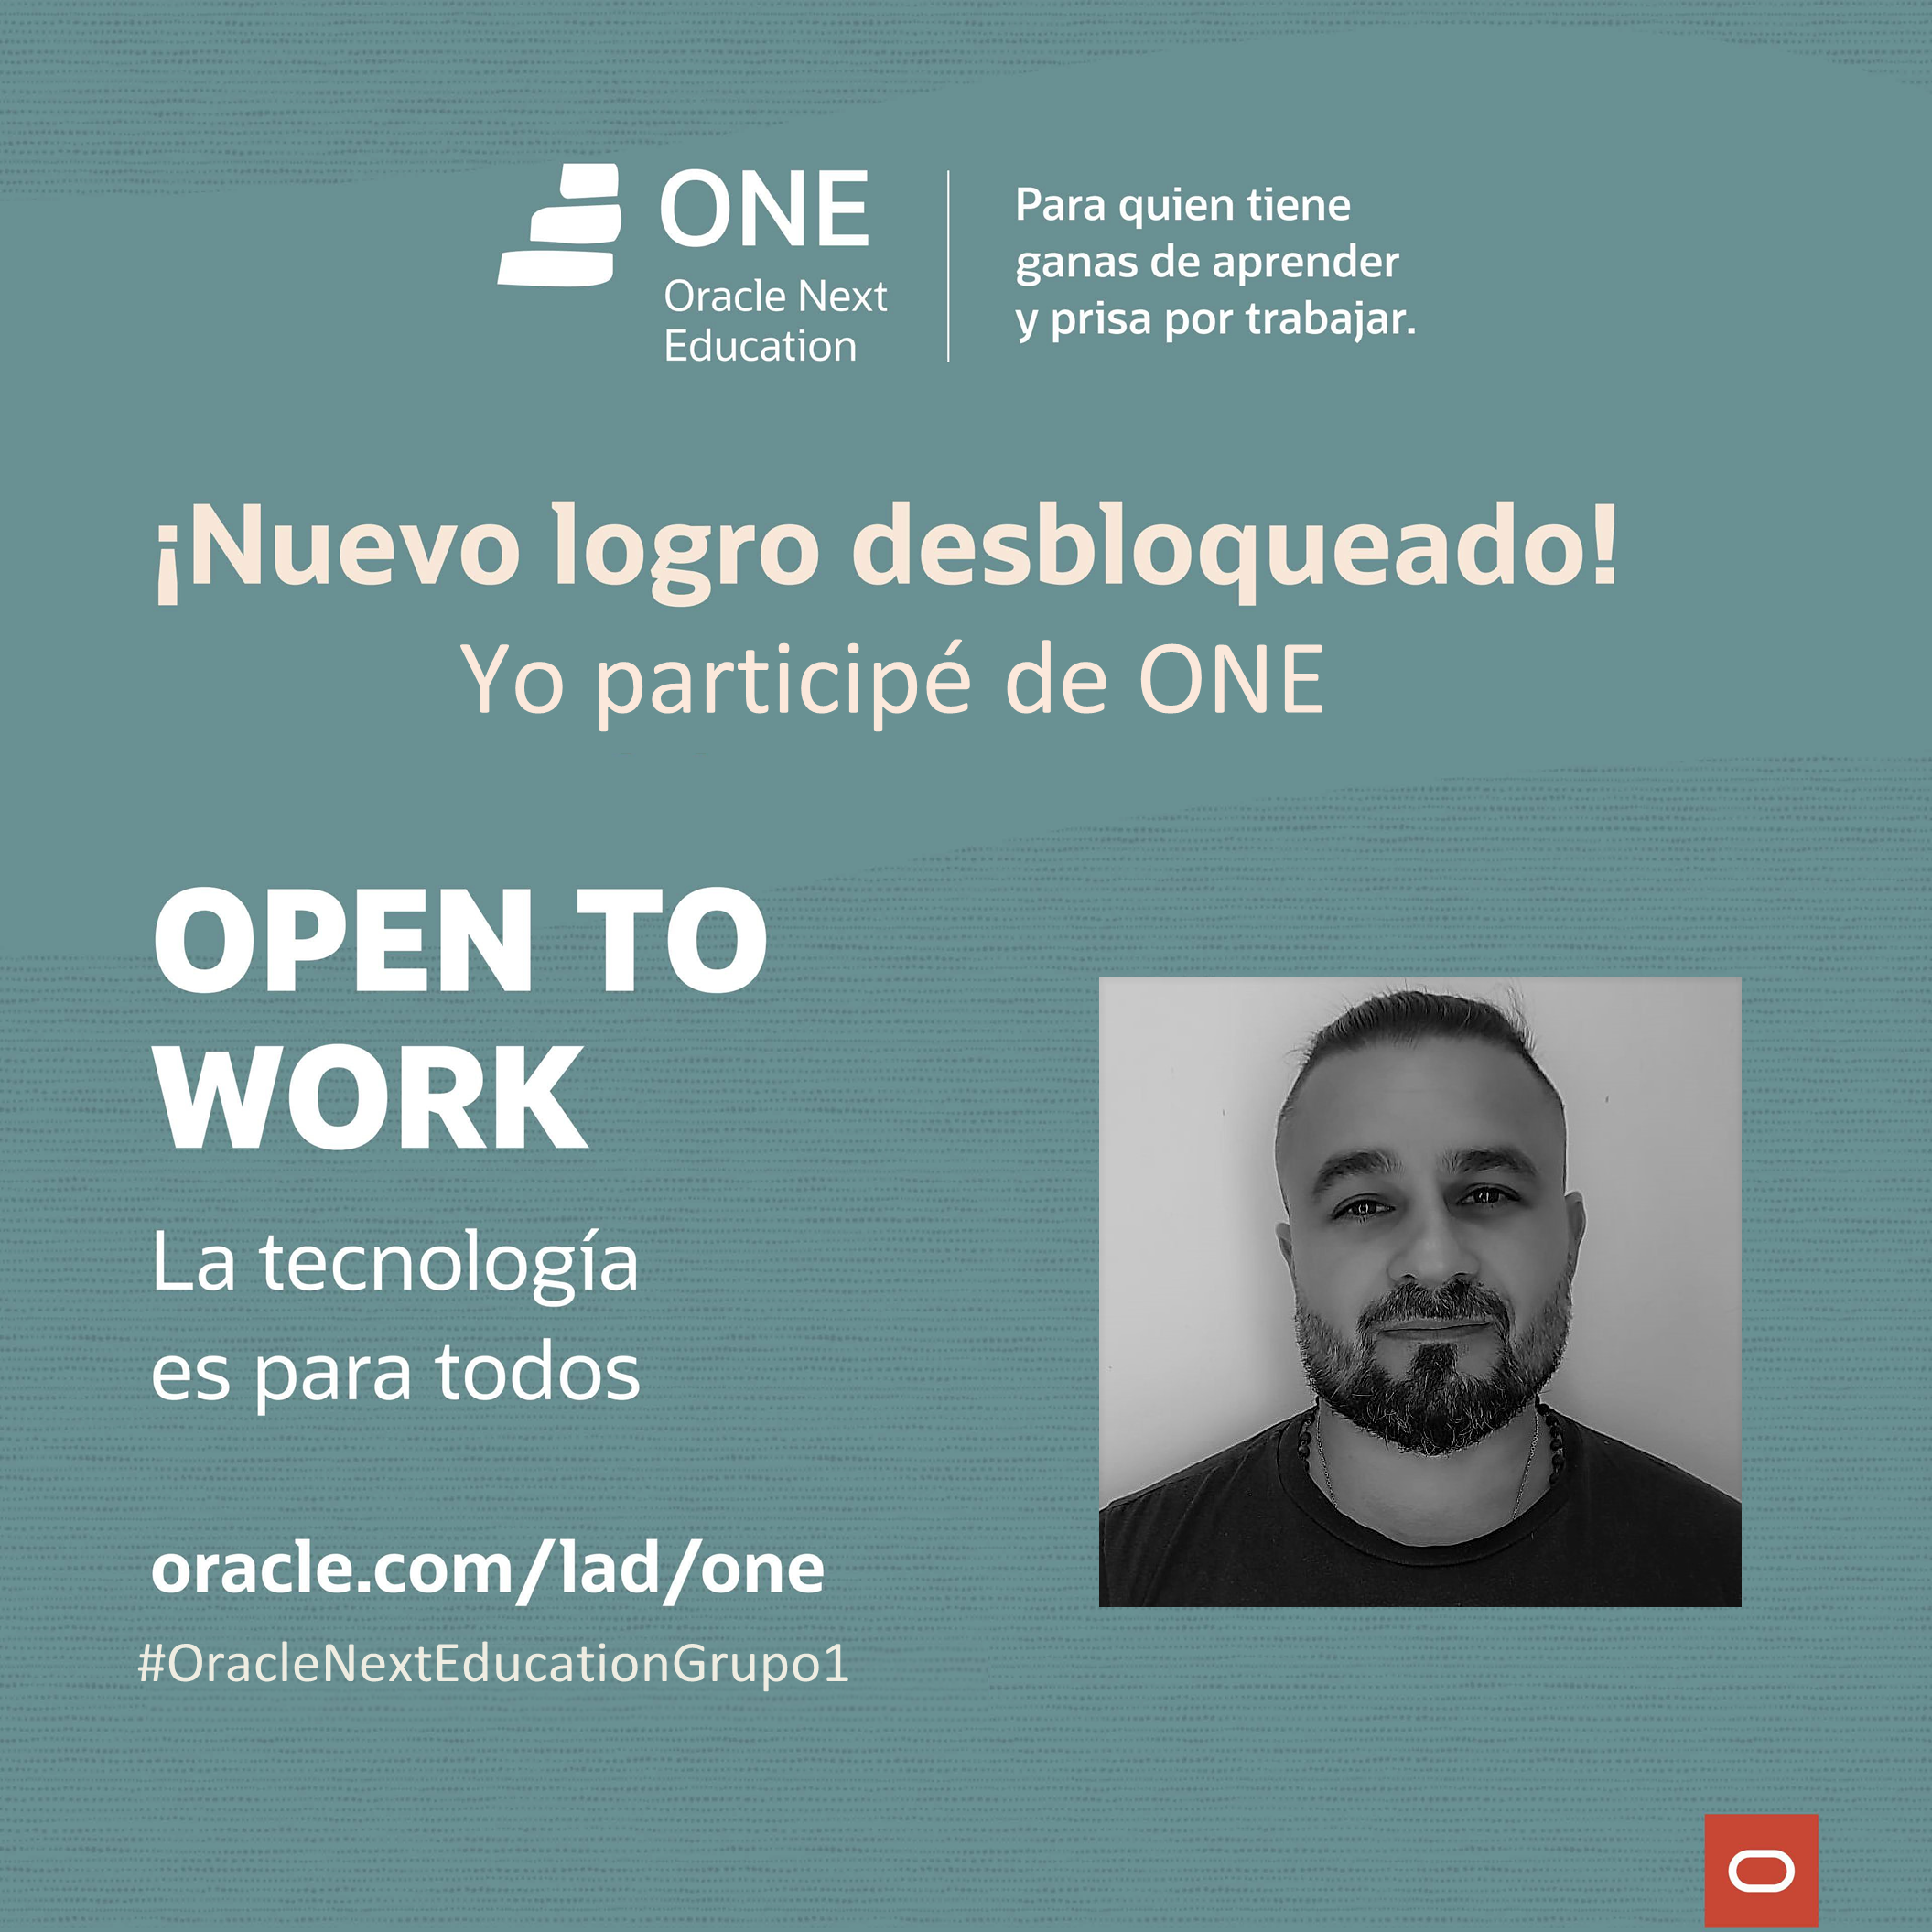 ONE
Oracle Next
Education
Para quien tiene
ganas de aprender
y prisa por trabajar.
¡Nuevo logro desbloqueado!
Yo participé de ONE
OPEN TO
WORK
La tecnología
es para todos
oracle.com/lad/one
#OracleNextEducationGrupo1